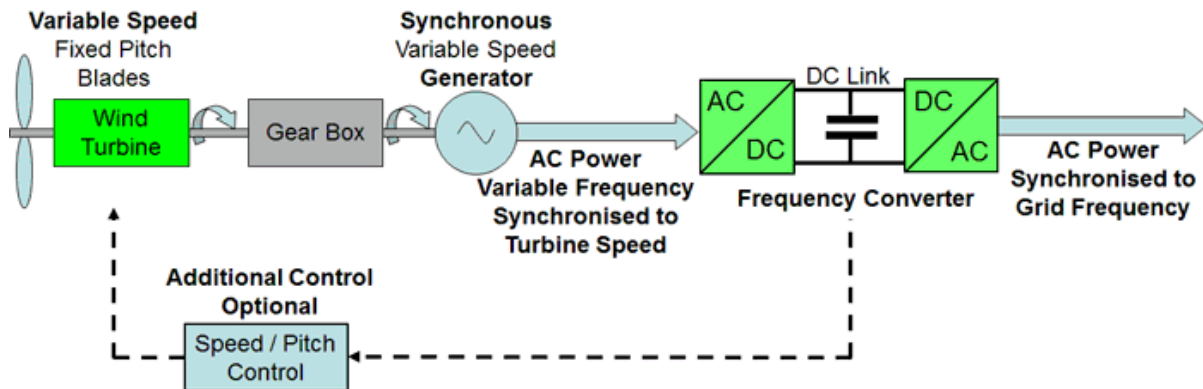 Variable Speed
Fixed Pitch
Blades
Wind
Turbine
Gear Box
Synchronous
Variable Speed
Generator
AC Power
Variable Frequency
Synchronised to
Turbine Speed
AC
DC
DC Link
DC
AC
Frequency Converter
AC Power
Synchronised to
Grid Frequency
Additional Control
Optional
Speed / Pitch
Control